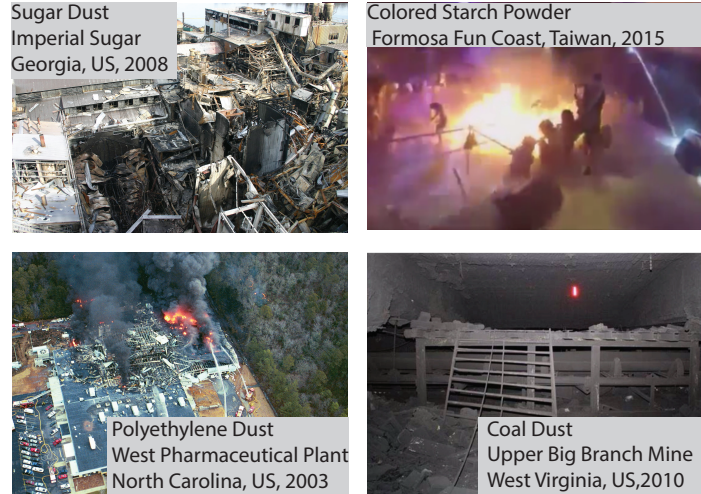 Sugar Dust
Imperial Sugar
Georgia, US, 2008
Colored Starch Powder
Formosa Fun Coast, Taiwan, 2015
Polyethylene Dust
West Pharmaceutical Plant
North Carolina, US, 2003
Coal Dust
Upper Big Branch Mine
West Virginia, US,2010